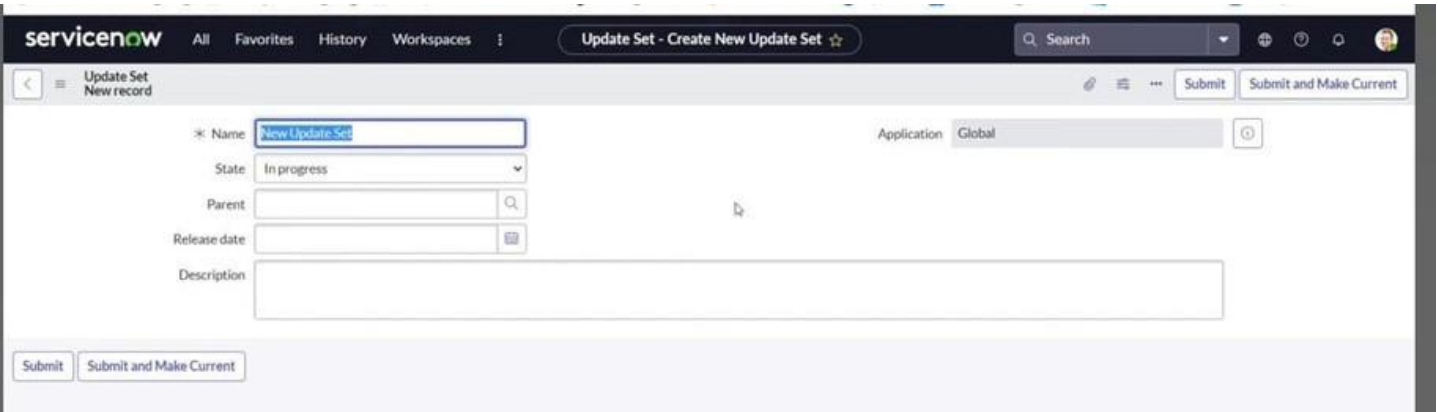 servicenow All Favorites History Workspaces Update Set - Create New Update Set Search
Update Set
New record
Submit Submit and Make Current
* Name New Update Set Application Global
State In progress
Parent
Release date
Description
Submit Submit and Make Current